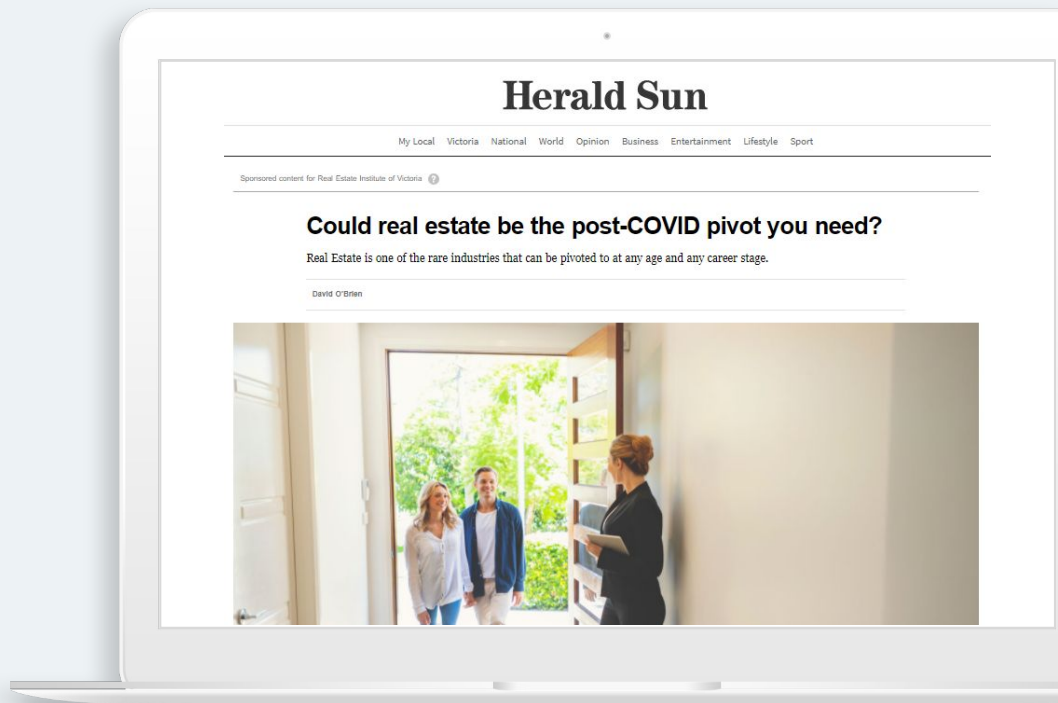 Herald Sun
My Local Victoria National World Opinion Business Entertainment Lifestyle Sport
Sponsored content for Real Estate Institute of Victoria ?
Could real estate be the post-COVID pivot you need?
Real Estate is one of the rare industries that can be pivoted to at any age and any career stage.
David O'Brien